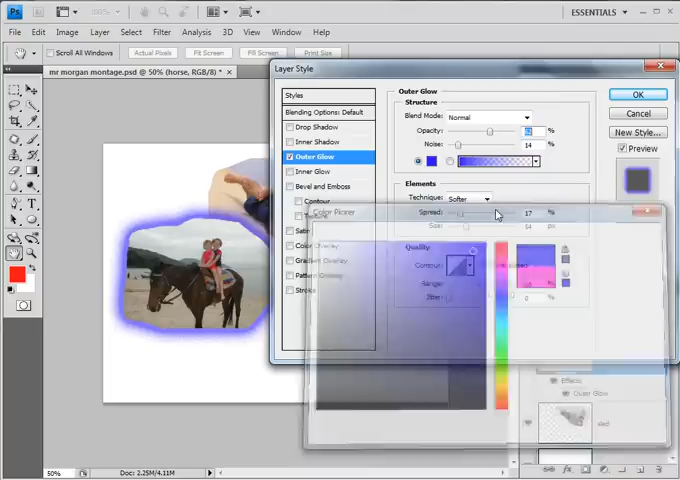 Ps
100%
ESSENTIALS
File Edit Image Layer Select Filter Analysis 3D View Window Help
Scroll All Windows Actual Pixels Fit Screen Fill Screen Print Size
mr morgan montage.psd @ 50% (horse, RGB/8) *
Layer Style
Styles
Blending Options: Default
Drop Shadow
Inner Shadow
Outer Glow
Inner Glow
Bevel and Emboss
Contour
Color Overlay
Gradient Overlay
Pattern Overlay
Stroke
Outer Glow
Structure
Blend Mode: Normal
Opacity: %
Noise: 14 %
Elements
Technique: Softer
Spread: 17 %
Size: 54 px
Quality
Contour:
Range:
Jitter: 0 %
OK
Cancel
New Style...
Preview
Color Picker
Effects
Outer Glow
sled
50%
Doc: 2.25M/4.11M